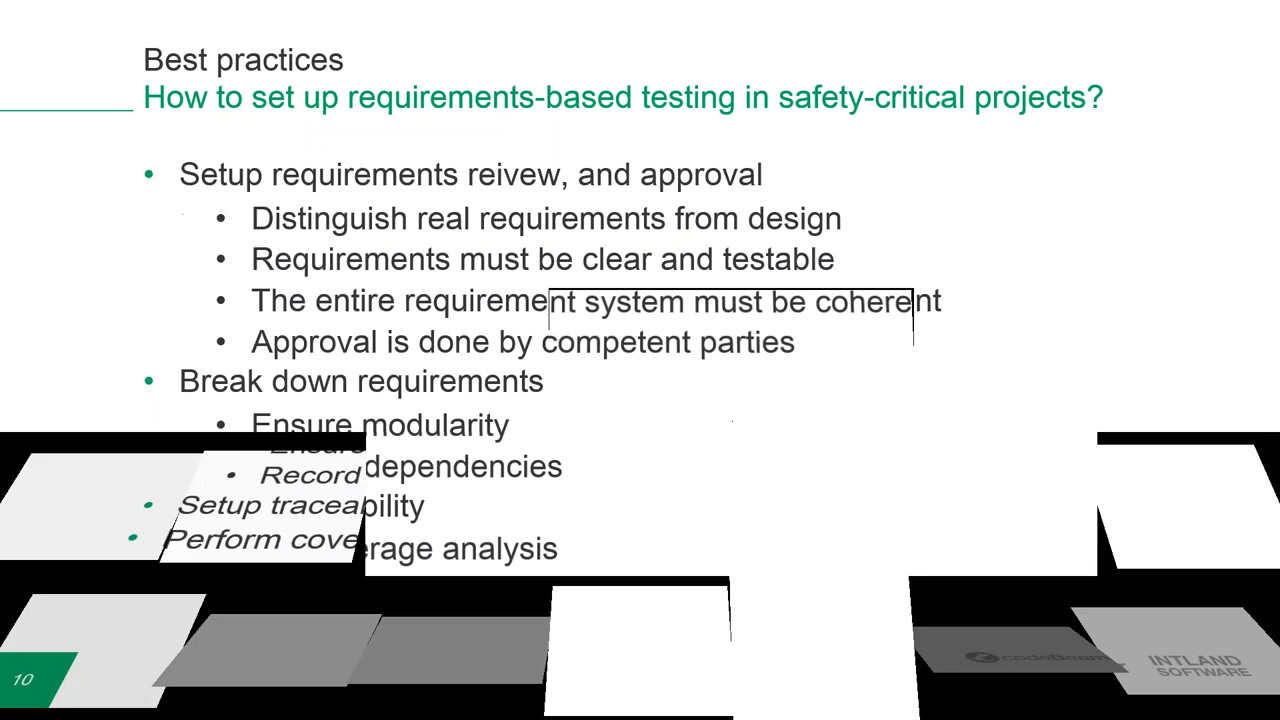 Best practices
How to set up requirements-based testing in safety-critical projects?
• Setup requirements reivew, and approval
• Distinguish real requirements from design
• Requirements must be clear and testable
• The entire requirement system must be coherent
• Approval is done by competent parties
• Break down requirements
• Ensure modularity
• Record dependencies
• Setup traceability
• Perform coverage analysis
10
codeBeamer
INTLAND
SOFTWARE